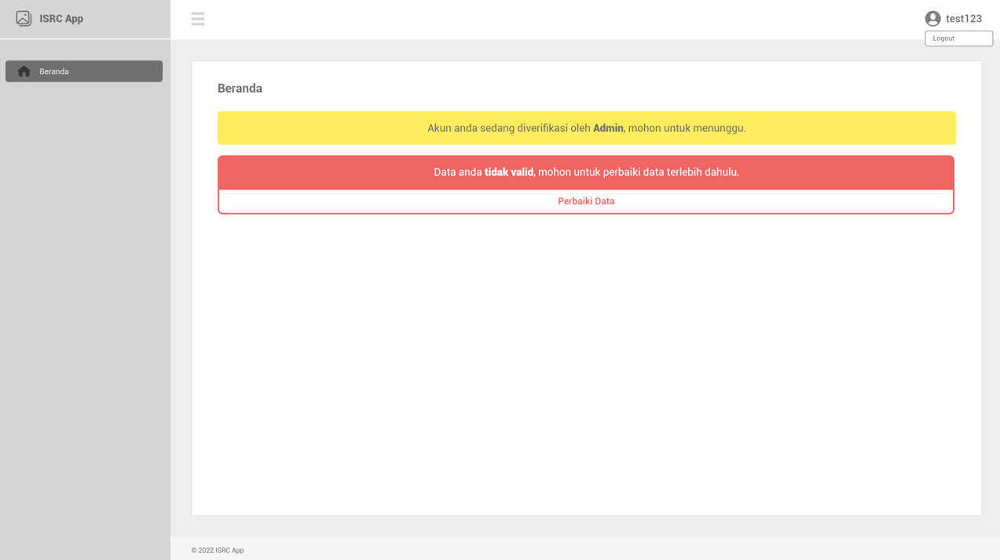 ISRC App
test123
Logout
Beranda
Beranda
Akun anda sedang diverifikasi oleh Admin, mohon untuk menunggu.
Data anda tidak valid, mohon untuk perbaiki data terlebih dahulu.
Perbaiki Data
© 2022 ISRC App